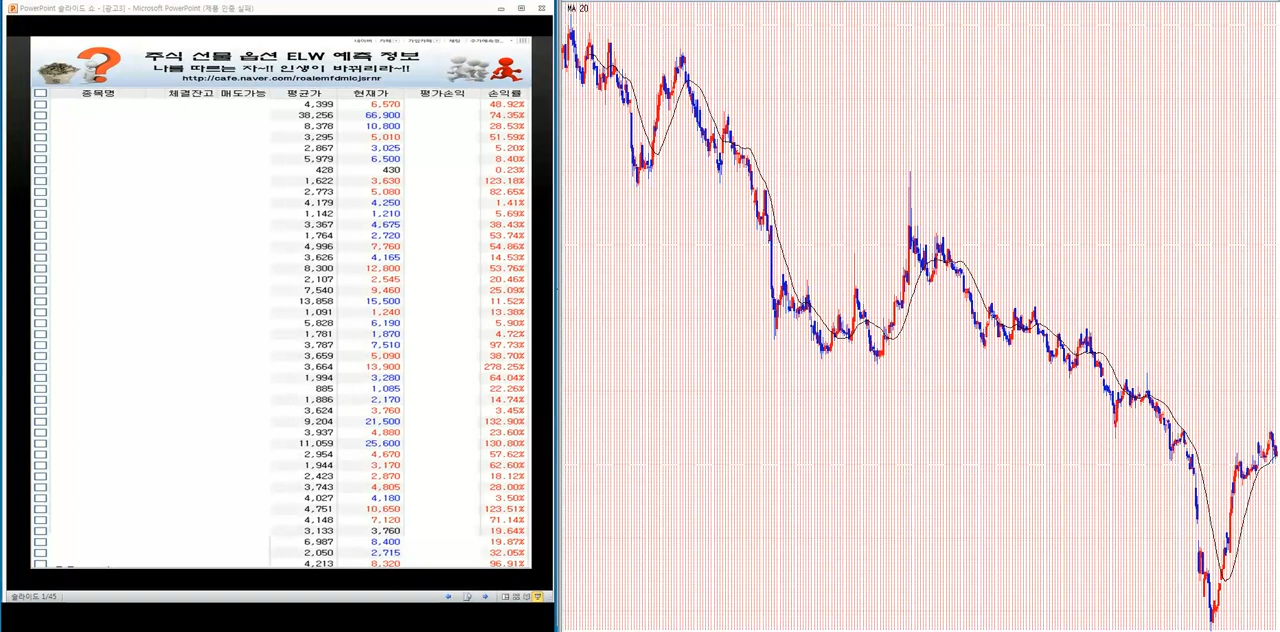 PowerPoint 슬라이드 쇼 - [광고3] - Microsoft PowerPoint (제품 인증 실패)
주식 선물 옵션 ELW 예측 정보
나를 따르는 자~!! 인생이 바뀌리라~!!
http://cafe.naver.com/roalemfdmlcjsrnr
종목명 체결잔고 매도가능 평균가 현재가 평가손익 손익률
4,399 6,570 48.92%
38,256 66,900 74.35%
8,378 10,800 28.53%
3,295 5,010 51.59%
2,867 3,025 5.20%
5,979 6,500 8.40%
428 430 0.23%
1,622 3,630 123.18%
2,773 5,080 82.65%
4,179 4,250 1.41%
1,142 1,210 5.69%
3,367 4,675 38.43%
1,764 2,720 53.74%
4,996 7,760 54.86%
3,626 4,165 14.53%
8,300 12,800 53.76%
2,107 2,545 20.46%
7,540 9,460 25.09%
13,858 15,500 11.52%
1,091 1,240 13.38%
5,828 6,190 5.90%
1,781 1,870 4.72%
3,787 7,510 97.73%
3,659 5,090 38.70%
3,664 13,900 278.25%
1,994 3,280 64.04%
885 1,085 22.26%
1,886 2,170 14.74%
3,624 3,760 3.45%
9,204 21,500 132.90%
3,937 4,880 23.60%
11,059 25,600 130.80%
2,954 4,670 57.62%
1,944 3,170 62.60%
2,423 2,870 18.12%
3,743 4,805 28.00%
4,027 4,180 3.50%
4,751 10,650 123.51%
4,148 7,120 71.14%
3,133 3,760 19.64%
6,987 8,400 19.87%
2,050 2,715 32.05%
4,213 8,320 96.91%
슬라이드 1/45
MA 20